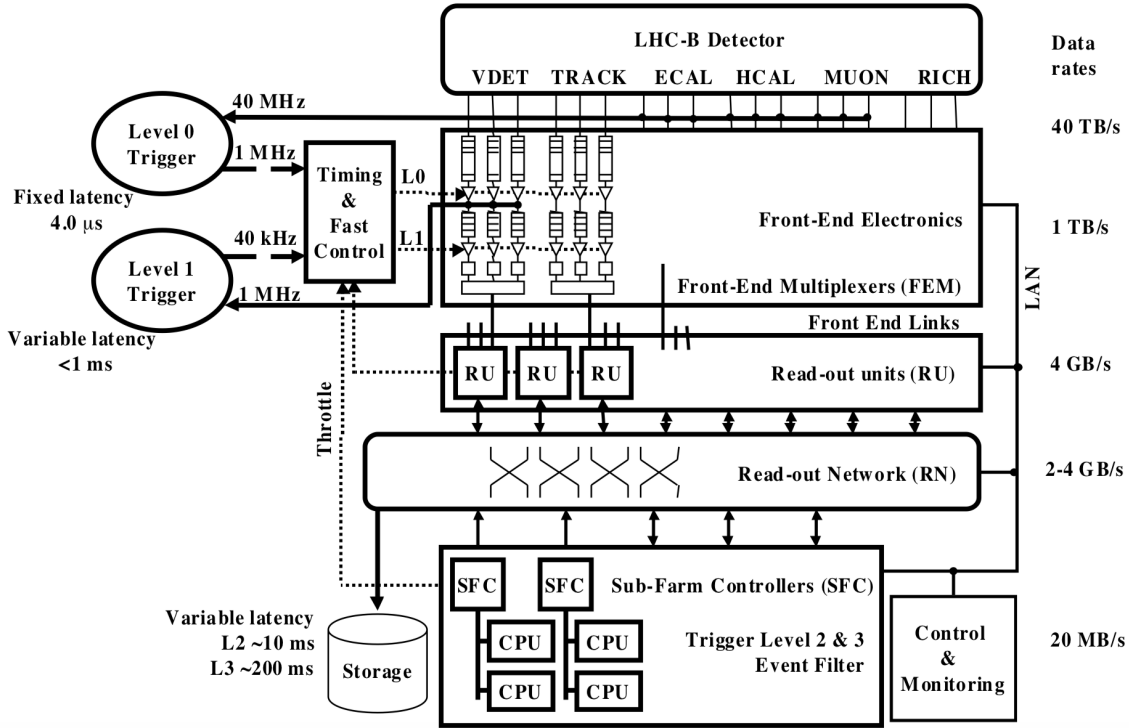 LHC-B Detector
Data
rates
VDET TRACK ECAL HCAL MUON RICH
40 MHz
40 TB/s
Level 0
Trigger
1 MHz
Timing
&
Fast
Control
L0
Front-End Electronics
1 TB/s
Fixed latency
4.0 μs
40 kHz
L1
Level 1
Trigger
1 MHz
Front-End Multiplexers (FEM)
LAN
Front End Links
Variable latency
<1 ms
RU RU RU
Read-out units (RU)
4 GB/s
Throttle
Read-out Network (RN)
2-4 GB/s
SFC SFC
Sub-Farm Controllers (SFC)
Variable latency
L2 ~10 ms
L3 ~200 ms
Storage
CPU CPU
CPU CPU
Trigger Level 2 & 3
Event Filter
Control
&
Monitoring
20 MB/s